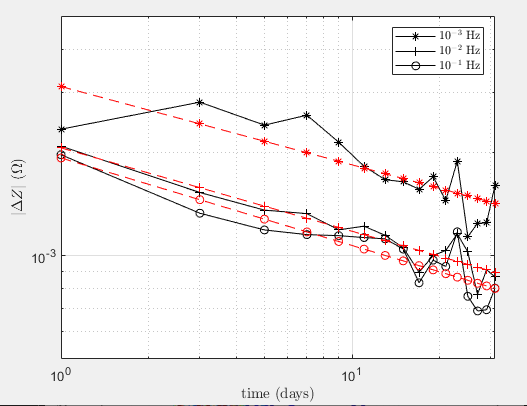 10⁻³ Hz
10⁻² Hz
10⁻¹ Hz
|ΔZ| (Ω)
10⁻³
10⁰
10¹
time (days)